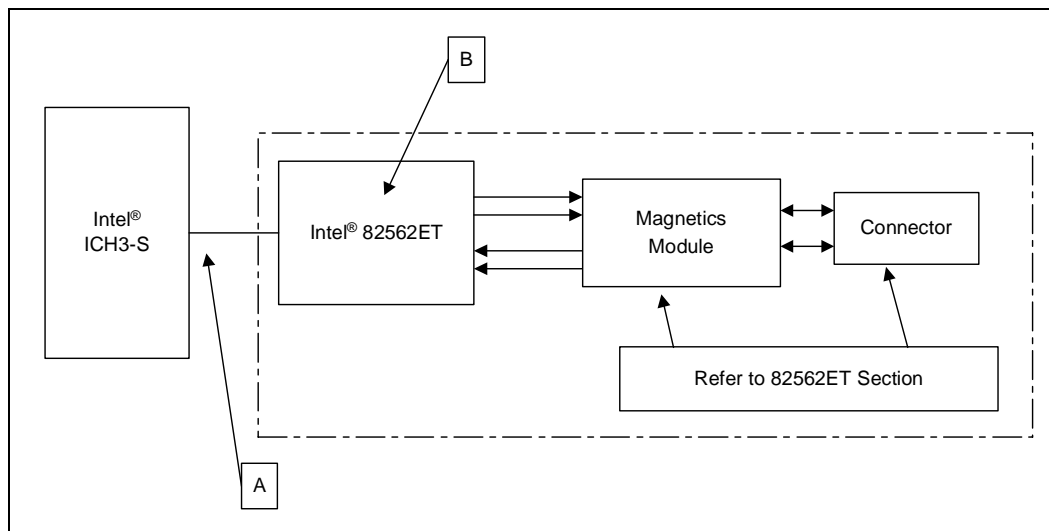 B
Intel®
ICH3-S
Intel® 82562ET
Magnetics
Module
Connector
Refer to 82562ET Section
A